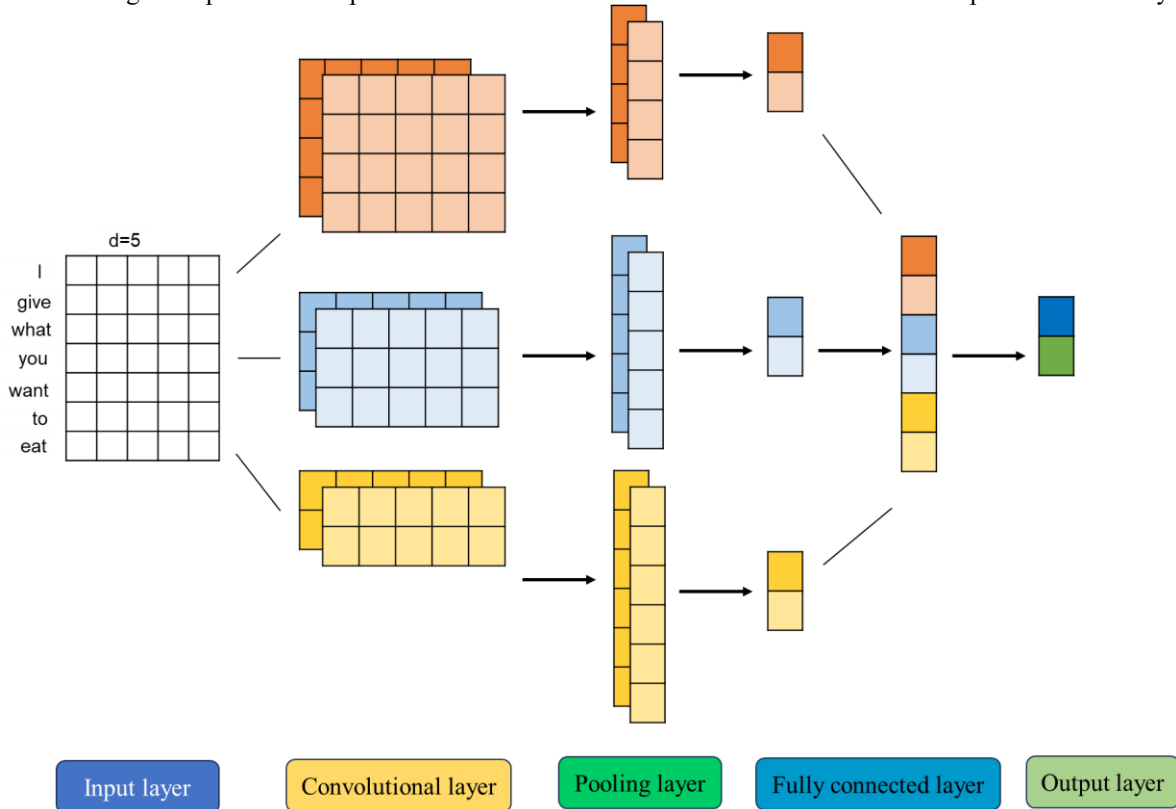 d=5
I
give
what
you
want
to
eat
Input layer
Convolutional layer
Pooling layer
Fully connected layer
Output layer